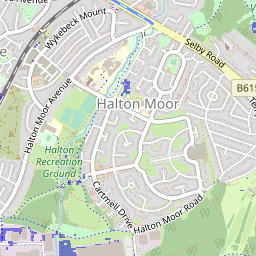 Wykebeck Mount
Selby Road
B615
Halton Moor
Halton Moor Avenue
Halton
Recreation
Ground
Cartmell Drive
Halton Moor Road